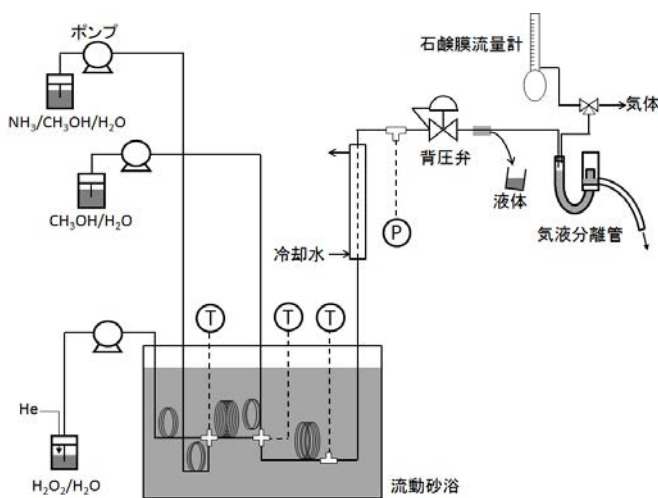 ポンプ
NH₃/CH₃OH/H₂O
CH₃OH/H₂O
He
H₂O₂/H₂O
T
T
T
流動砂浴
冷却水
P
背圧弁
液体
石鹸膜流量計
気体
気液分離管